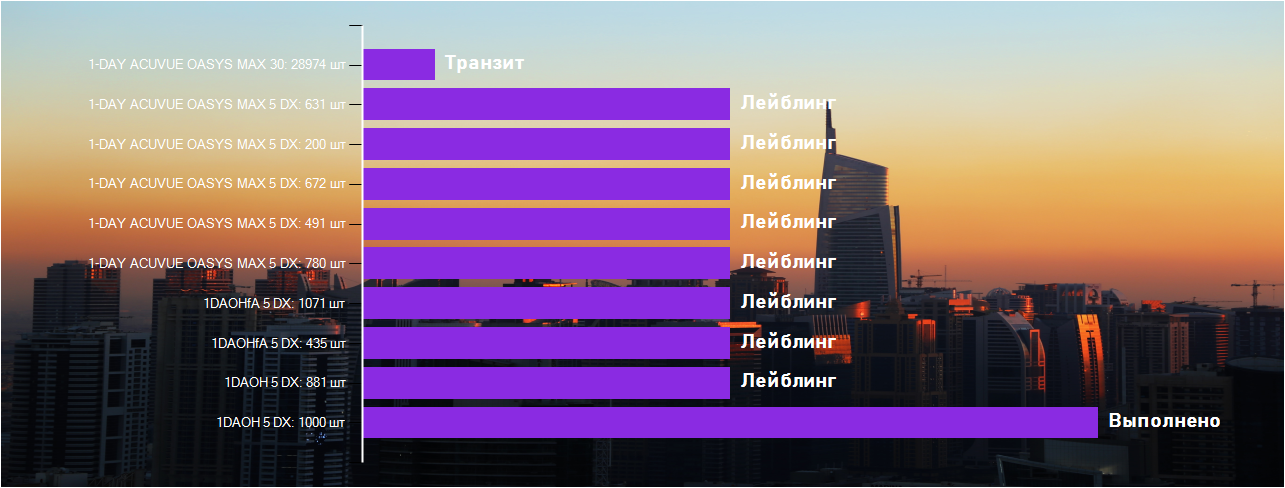 1-DAY ACUVUE OASYS MAX 30: 28974 шт Транзит
1-DAY ACUVUE OASYS MAX 5 DX: 631 шт Лейблинг
1-DAY ACUVUE OASYS MAX 5 DX: 200 шт Лейблинг
1-DAY ACUVUE OASYS MAX 5 DX: 672 шт Лейблинг
1-DAY ACUVUE OASYS MAX 5 DX: 491 шт Лейблинг
1-DAY ACUVUE OASYS MAX 5 DX: 780 шт Лейблинг
1DAOHfA 5 DX: 1071 шт Лейблинг
1DAOHfA 5 DX: 435 шт Лейблинг
1DAOH 5 DX: 881 шт Лейблинг
1DAOH 5 DX: 1000 шт Выполнено